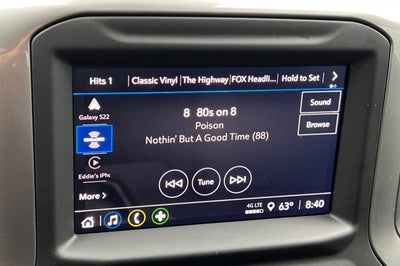 Hits 1
Classic Vinyl
The Highway
FOX Headli...
Hold to Set
Galaxy S22
8 80s on 8
Poison
Nothin' But A Good Time (88)
Sound
Browse
Eddie's iPho
More >
Tune
4G LTE
63°
8:40